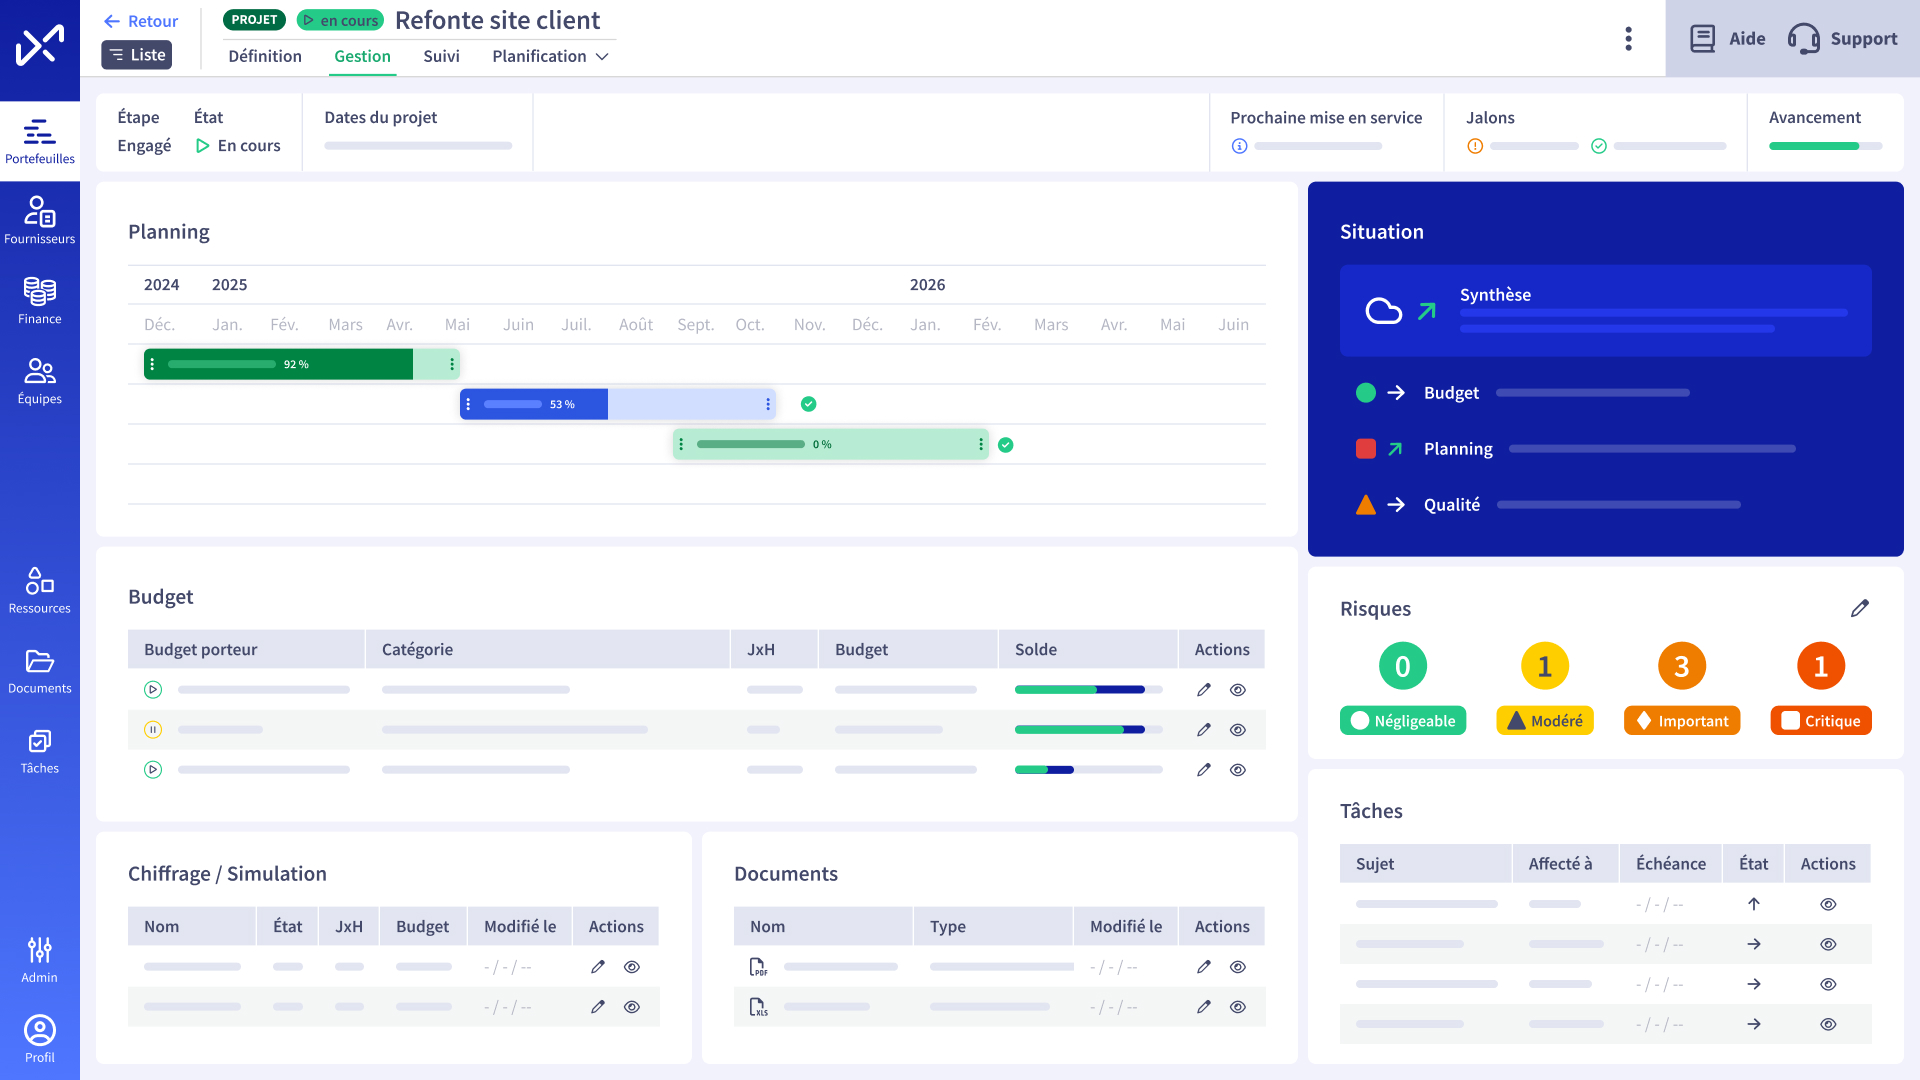 Retour
Liste
PROJET
en cours
Refonte site client
Définition
Gestion
Suivi
Planification
Aide
Support
Portefeuilles
Fournisseurs
Finance
Équipes
Ressources
Documents
Tâches
Admin
Profil
Étape
État
Engagé
En cours
Dates du projet
Prochaine mise en service
Jalons
Avancement
Planning
2024 2025 2026
Déc. Jan. Fév. Mars Avr. Mai Juin Juil. Août Sept. Oct. Nov. Déc. Jan. Fév. Mars Avr. Mai Juin
92 %
53 %
0 %
Situation
Synthèse
Budget
Planning
Qualité
Budget
Budget porteur Catégorie JxH Budget Solde Actions
Risques
0 1 3 1
Négligeable Modéré Important Critique
Chiffrage / Simulation
Nom État JxH Budget Modifié le Actions
- / - / --
- / - / --
Documents
Nom Type Modifié le Actions
PDF - / - / --
XLS - / - / --
Tâches
Sujet Affecté à Échéance État Actions
- / - / --
- / - / --
- / - / --
- / - / --